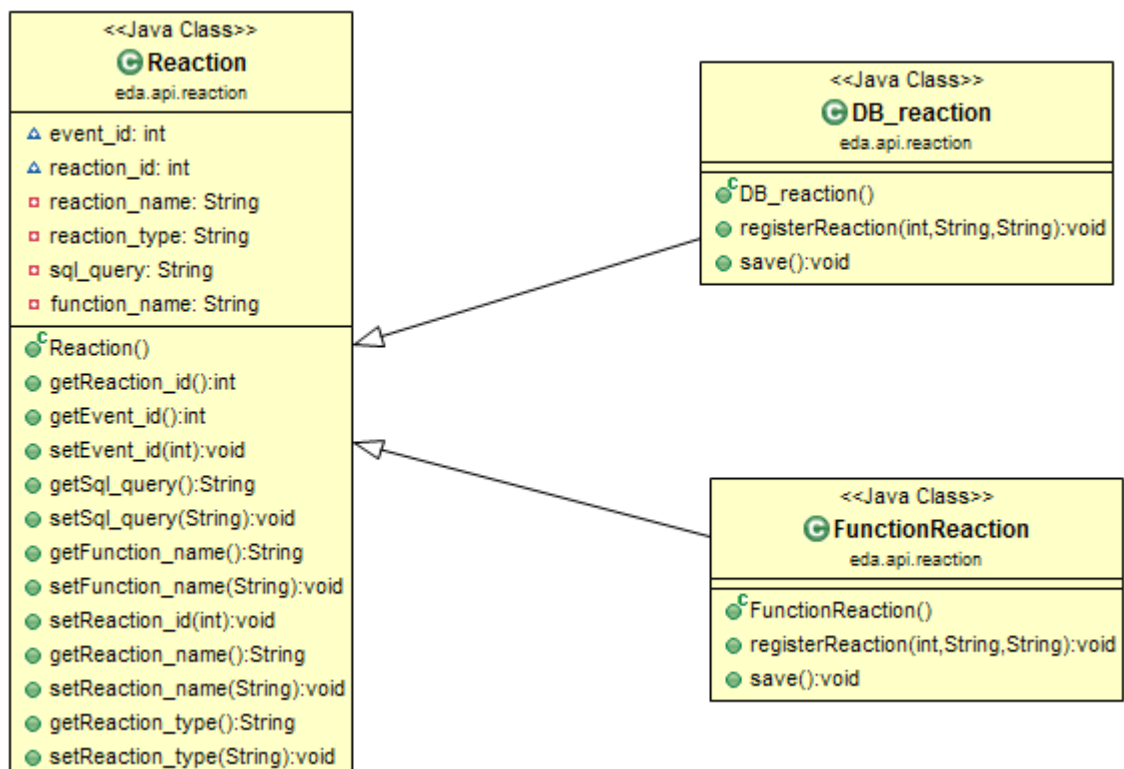 <<Java Class>>
Reaction
eda.api.reaction
event_id: int
reaction_id: int
reaction_name: String
reaction_type: String
sql_query: String
function_name: String
Reaction()
getReaction_id():int
getEvent_id():int
setEvent_id(int):void
getSql_query():String
setSql_query(String):void
getFunction_name():String
setFunction_name(String):void
setReaction_id(int):void
getReaction_name():String
setReaction_name(String):void
getReaction_type():String
setReaction_type(String):void
<<Java Class>>
DB_reaction
eda.api.reaction
DB_reaction()
registerReaction(int,String,String):void
save():void
<<Java Class>>
FunctionReaction
eda.api.reaction
FunctionReaction()
registerReaction(int,String,String):void
save():void